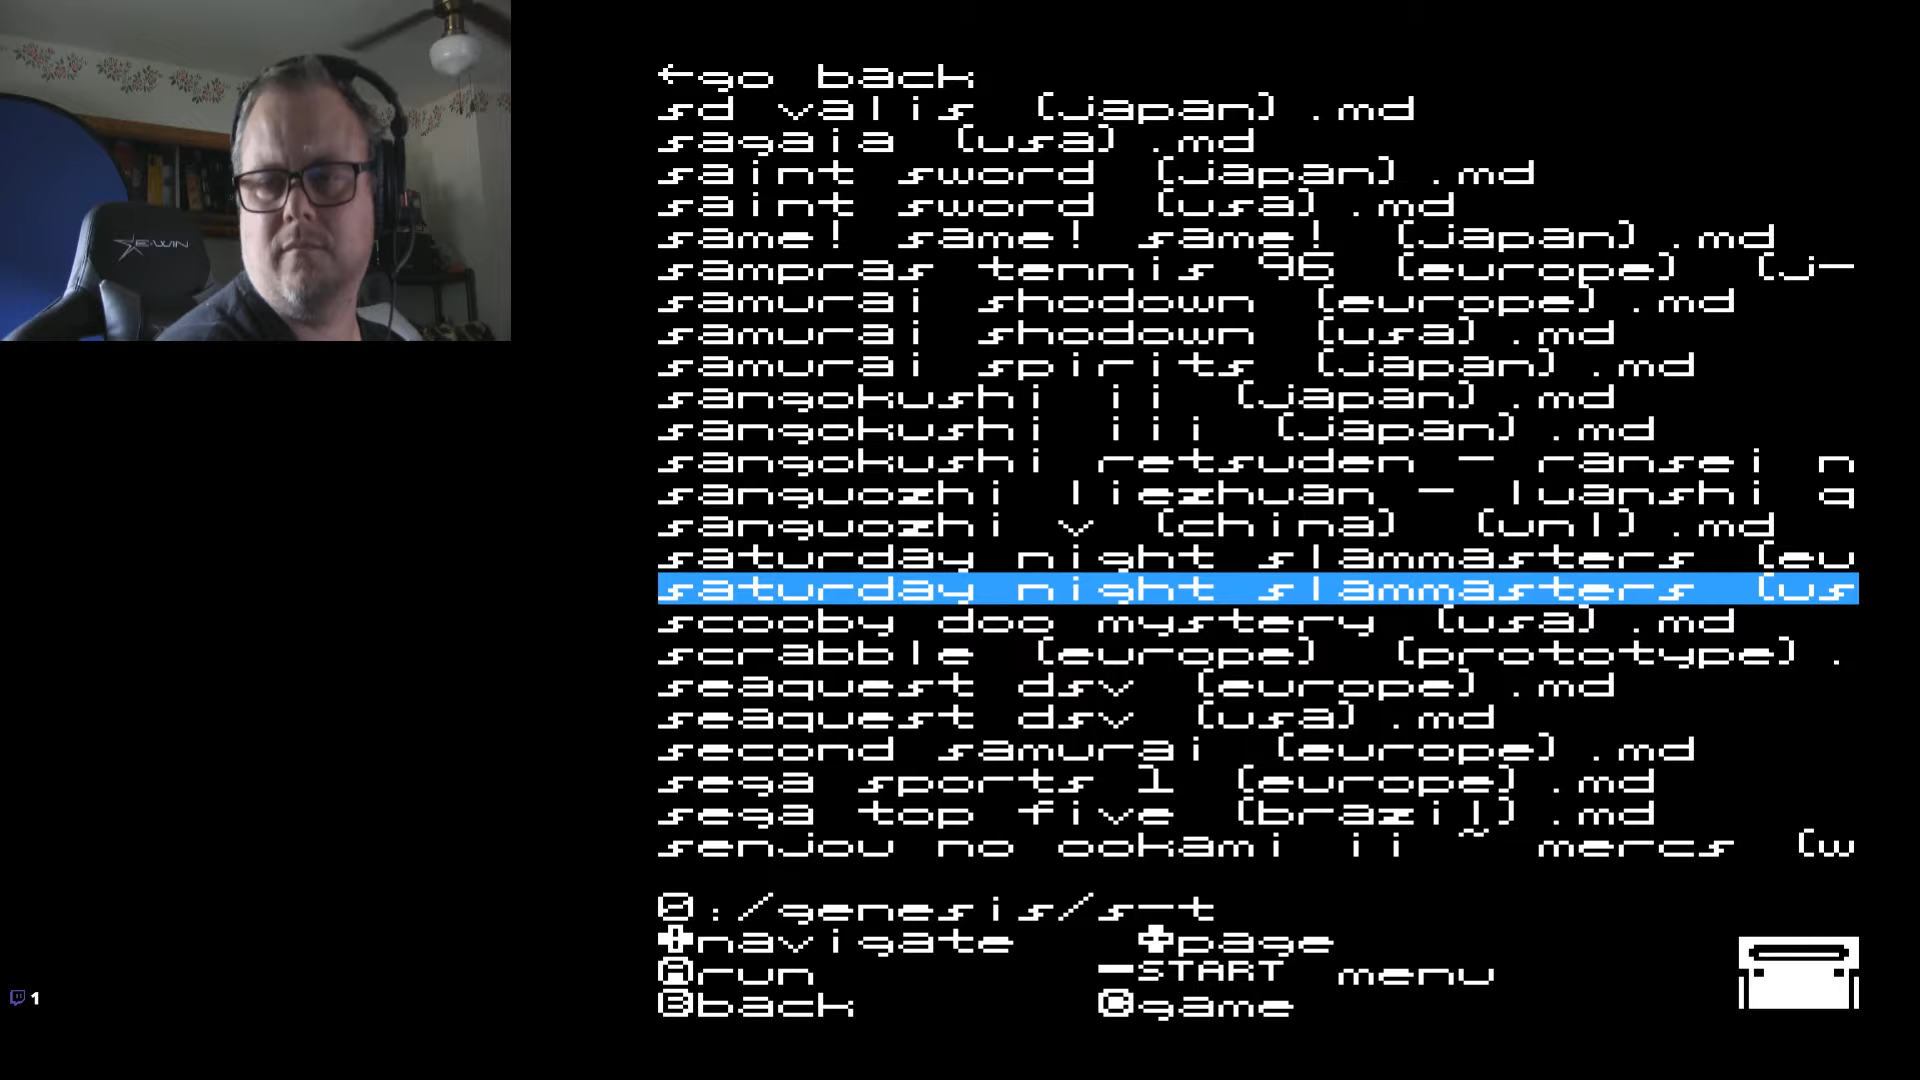 E-WIN
←go back
sd valis (japan).md
sagaia (usa).md
saint sword (japan).md
saint sword (usa).md
same! same! same! (japan).md
sampras tennis 96 (europe) (j-
samurai shodown (europe).md
samurai shodown (usa).md
samurai spirits (japan).md
sangokushi ii (japan).md
sangokushi iii (japan).md
sangokushi retsuden - ransei n
sanguozhi liezhuan - luanshi q
sanguozhi v (china) (unl).md
saturday night slammasters (eu
saturday night slammasters (us
scooby doo mystery (usa).md
scrabble (europe) (prototype).
seaquest dsv (europe).md
seaquest dsv (usa).md
second samurai (europe).md
sega sports 1 (europe).md
sega top five (brazil).md
senjou no ookami ii ~ mercs (w
0:/genesis/s-t
navigate page
A run START menu
B back C game
1